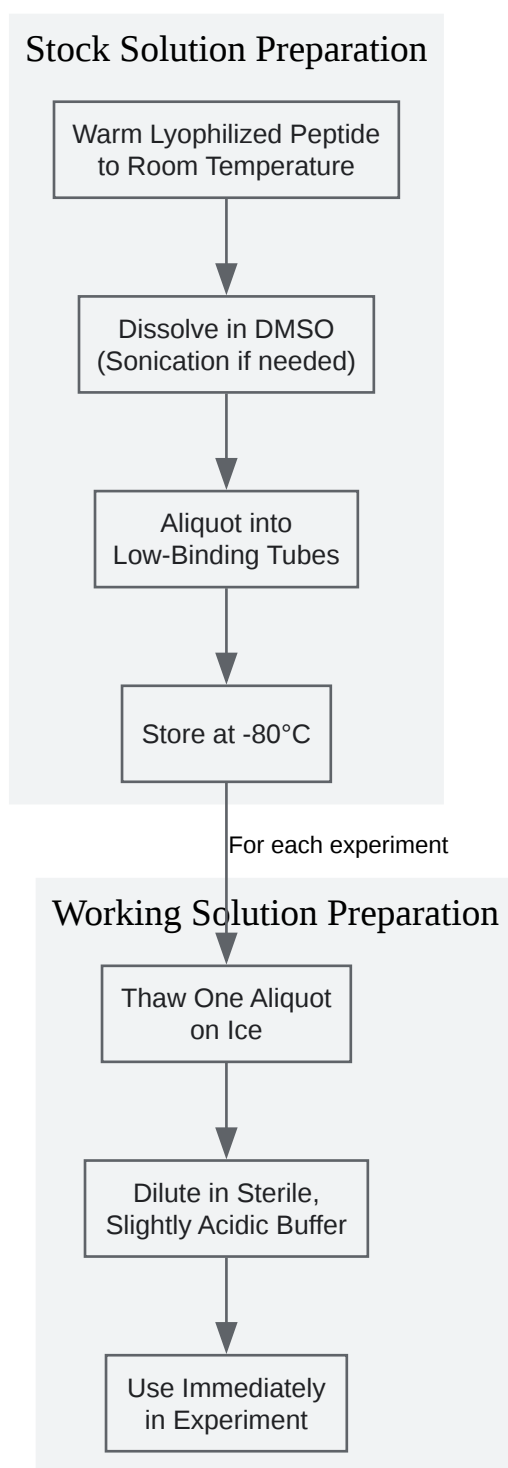 Stock Solution Preparation
Warm Lyophilized Peptide
to Room Temperature
Dissolve in DMSO
(Sonication if needed)
Aliquot into
Low-Binding Tubes
Store at -80°C
For each experiment
Working Solution Preparation
Thaw One Aliquot
on Ice
Dilute in Sterile,
Slightly Acidic Buffer
Use Immediately
in Experiment